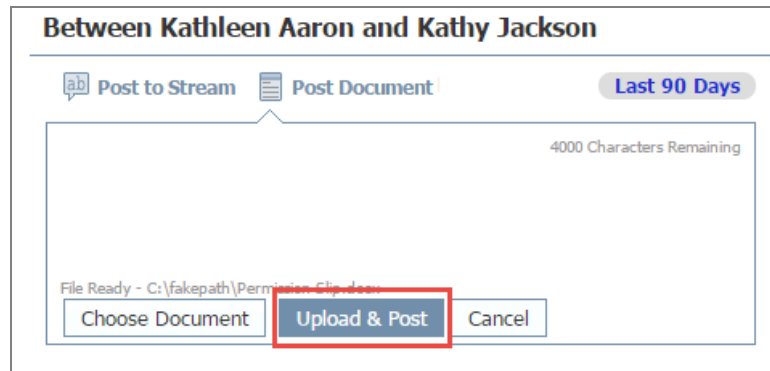 Between Kathleen Aaron and Kathy Jackson
ab Post to Stream Post Document Last 90 Days
4000 Characters Remaining
File Ready - C:\fakepath\Permission Slip.docx
Choose Document Upload & Post Cancel